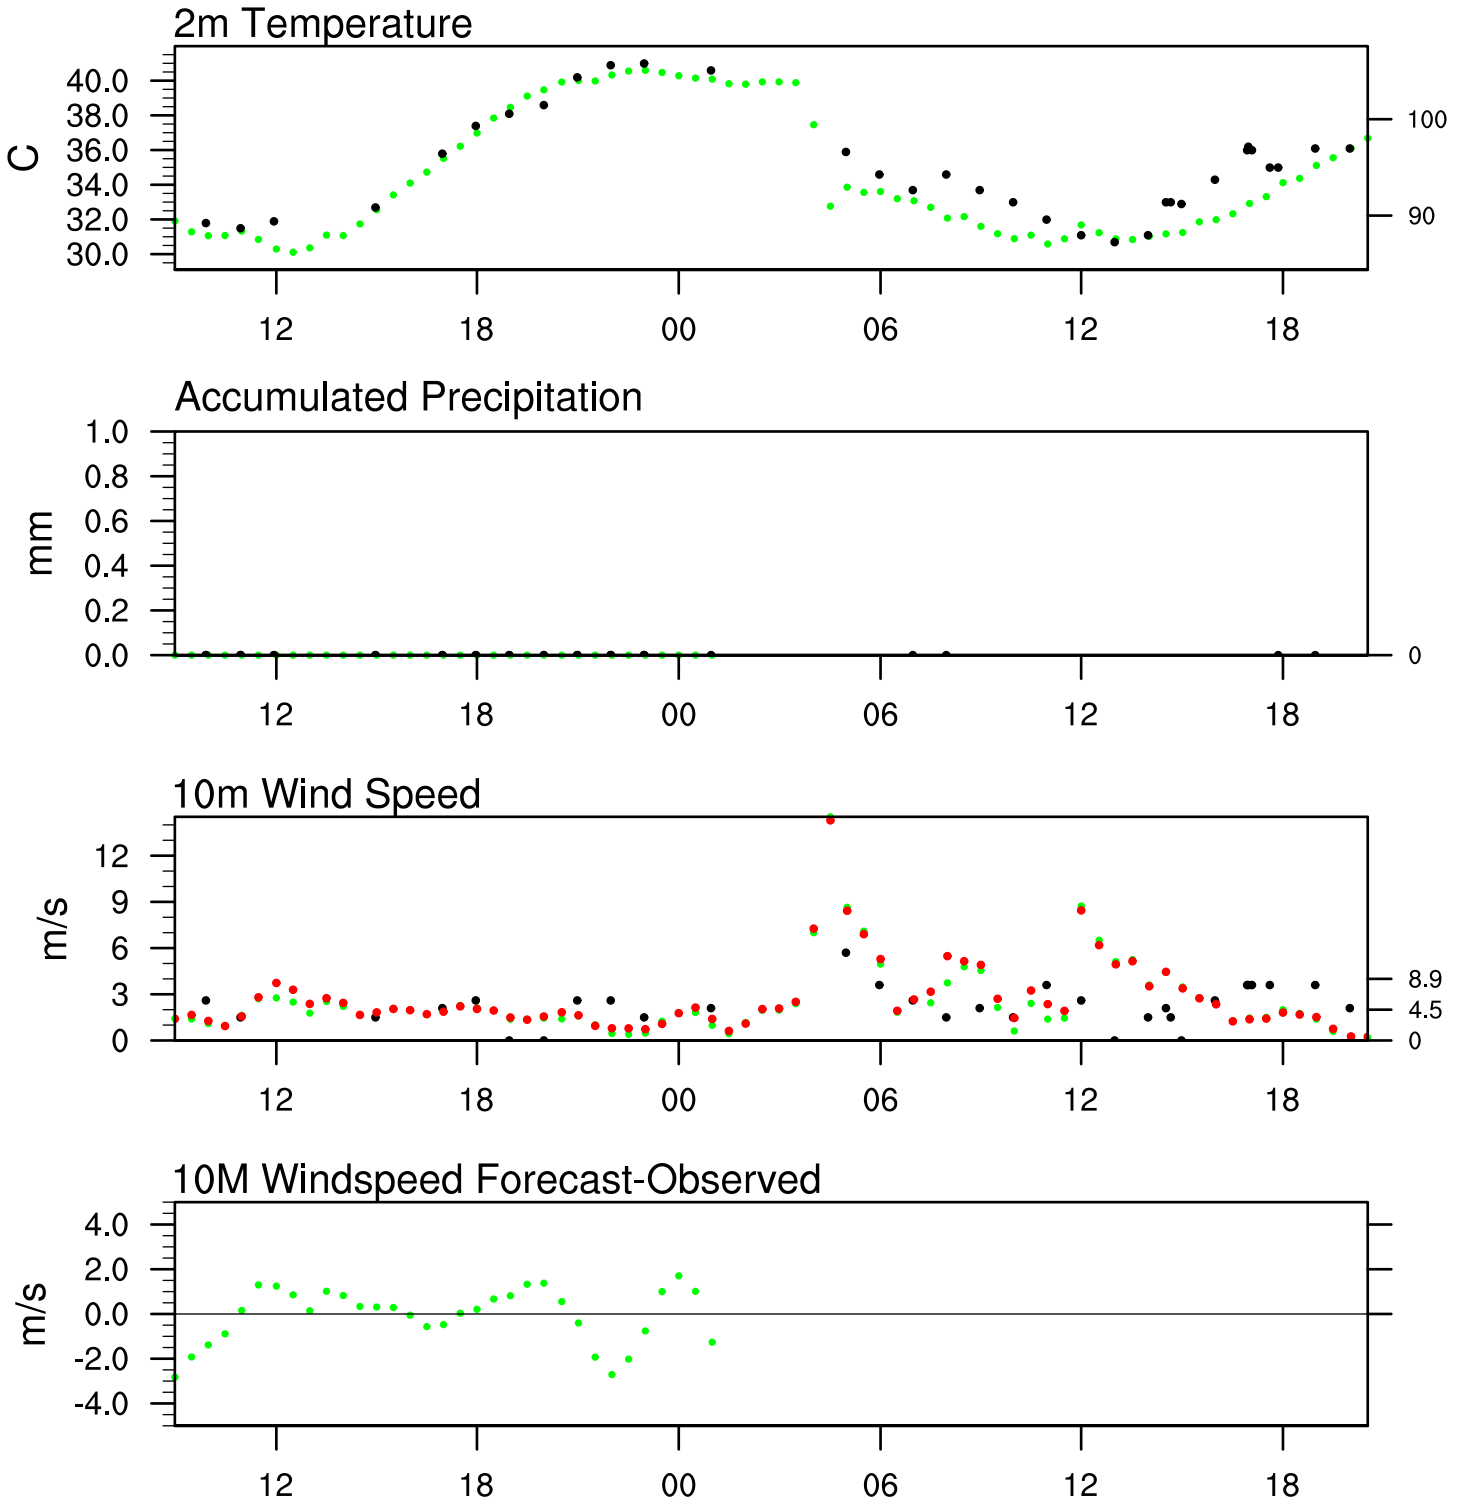 2m Temperature
C
40.0
38.0
36.0
34.0
32.0
30.0
100
90
12 18 00 06 12 18
Accumulated Precipitation
mm
1.0
0.8
0.6
0.4
0.2
0.0
0
12 18 00 06 12 18
10m Wind Speed
m/s
12
9
6
3
0
8.9
4.5
0
12 18 00 06 12 18
10M Windspeed Forecast-Observed
m/s
4.0
2.0
0.0
-2.0
-4.0
12 18 00 06 12 18